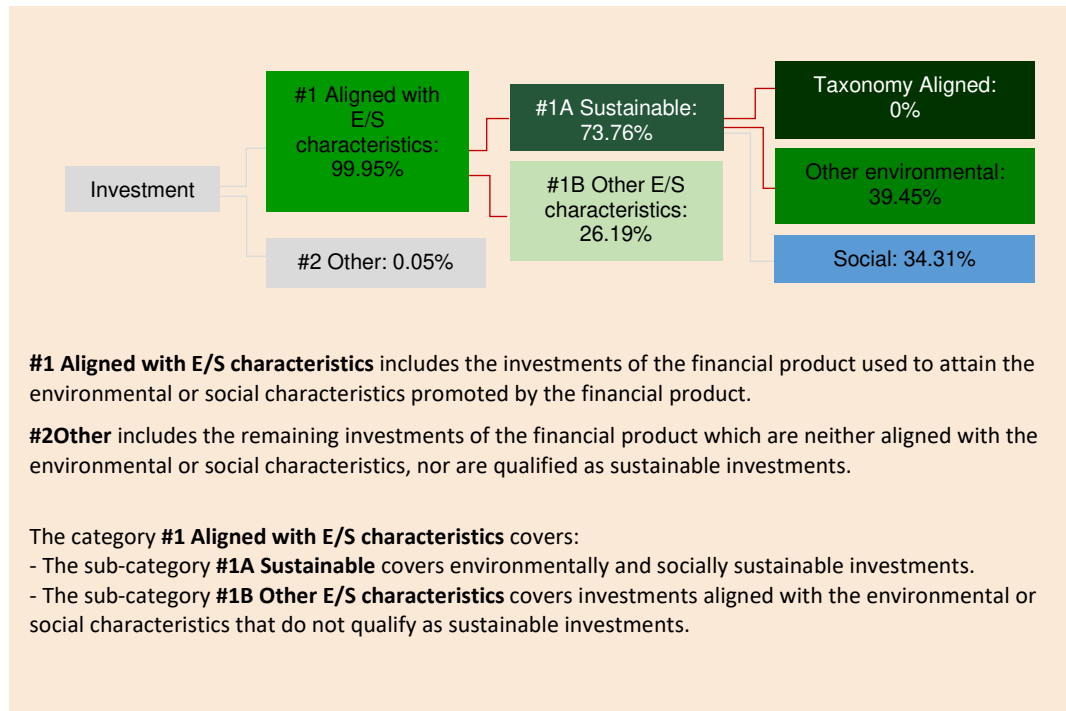 Investment
#1 Aligned with
E/S
characteristics:
99.95%
#2 Other: 0.05%
#1A Sustainable:
73.76%
#1B Other E/S
characteristics:
26.19%
Taxonomy Aligned:
0%
Other environmental:
39.45%
Social: 34.31%
#1 Aligned with E/S characteristics includes the investments of the financial product used to attain the
environmental or social characteristics promoted by the financial product.
#2Other includes the remaining investments of the financial product which are neither aligned with the
environmental or social characteristics, nor are qualified as sustainable investments.
The category #1 Aligned with E/S characteristics covers:
- The sub-category #1A Sustainable covers environmentally and socially sustainable investments.
- The sub-category #1B Other E/S characteristics covers investments aligned with the environmental or
social characteristics that do not qualify as sustainable investments.